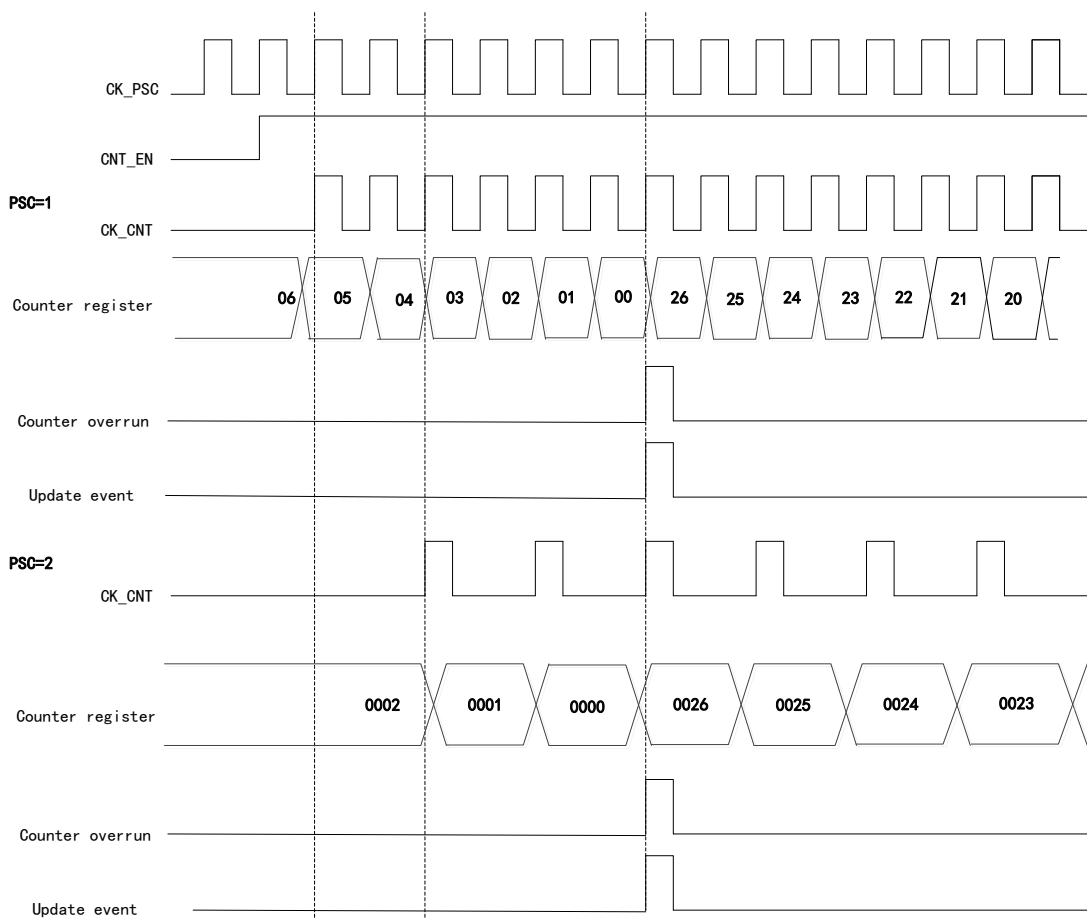 CK_PSC
CNT_EN
PSC=1
CK_CNT
Counter register 06 05 04 03 02 01 00 26 25 24 23 22 21 20
Counter overrun
Update event
PSC=2
CK_CNT
Counter register 0002 0001 0000 0026 0025 0024 0023
Counter overrun
Update event